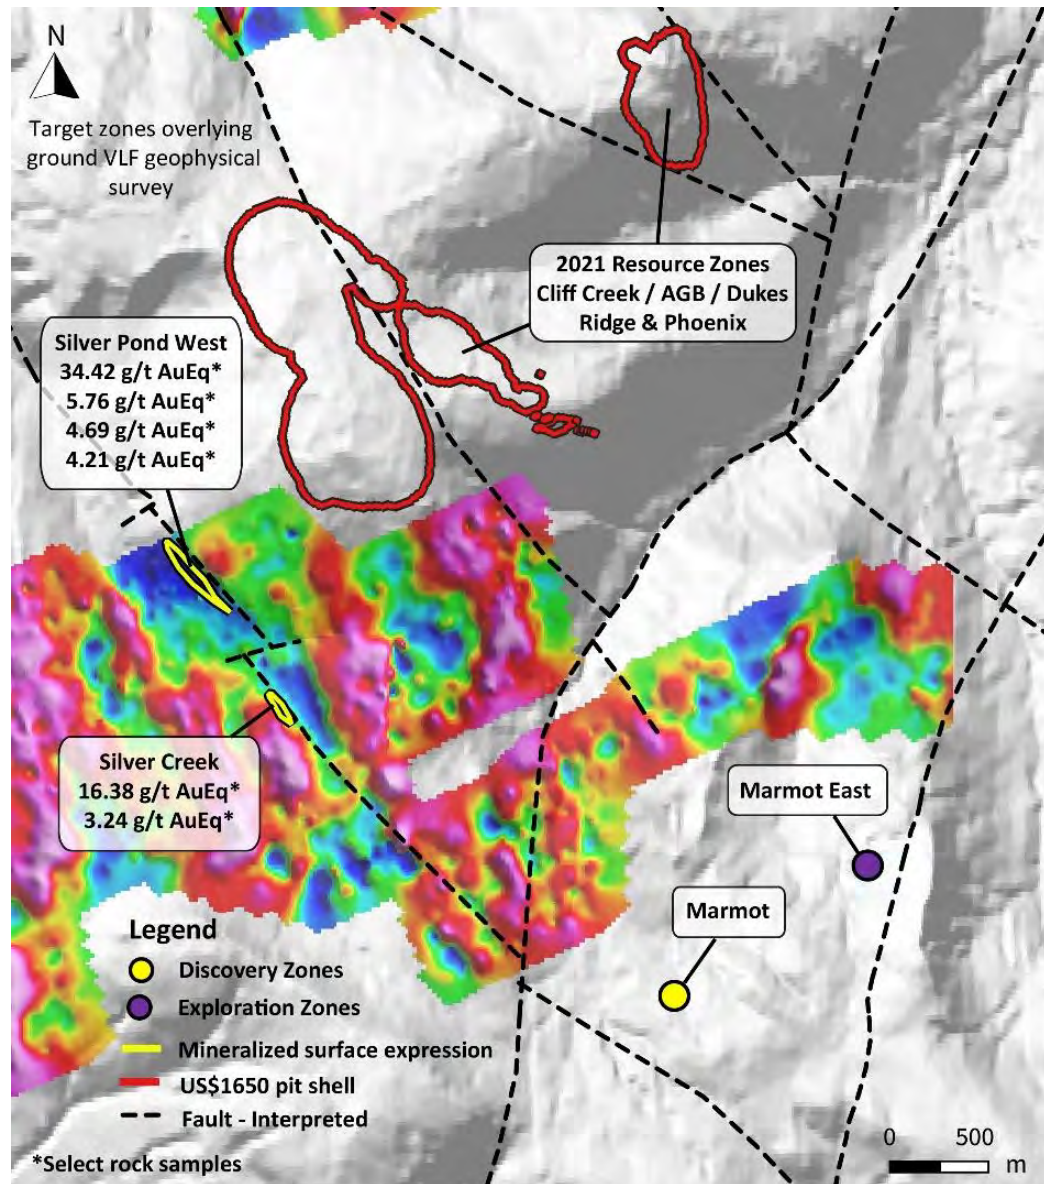 N
Target zones overlying
ground VLF geophysical
survey
2021 Resource Zones
Cliff Creek / AGB / Dukes
Ridge & Phoenix
Silver Pond West
34.42 g/t AuEq*
5.76 g/t AuEq*
4.69 g/t AuEq*
4.21 g/t AuEq*
Silver Creek
16.38 g/t AuEq*
3.24 g/t AuEq*
Marmot East
Marmot
Legend
Discovery Zones
Exploration Zones
Mineralized surface expression
US$1650 pit shell
Fault - Interpreted
*Select rock samples
0 500
m